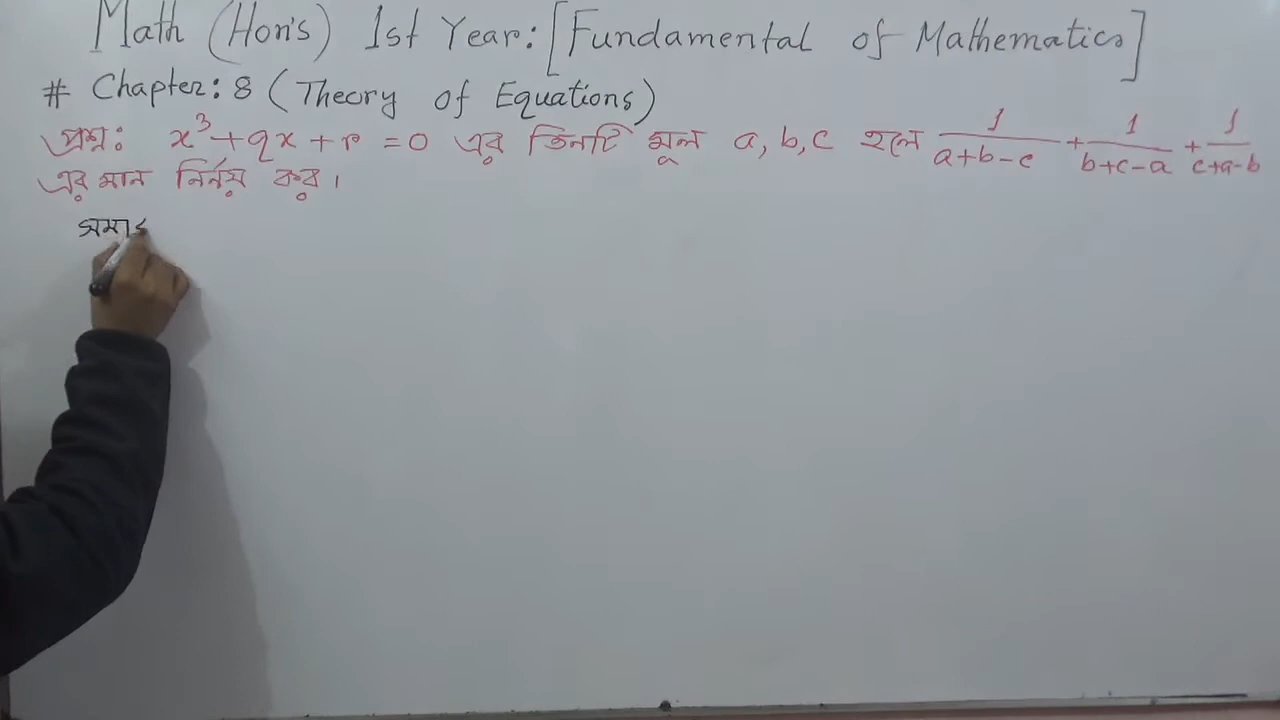 Math (Hon's) 1st Year: [Fundamental of Mathematics]
# Chapter: 8 (Theory of Equations)
প্রশ্ন: x³+qx+r=0 এর তিনটি মূল a, b, c হলে 1/(a+b-c) + 1/(b+c-a) + 1/(c+a-b)
এর মান নির্নয় কর।